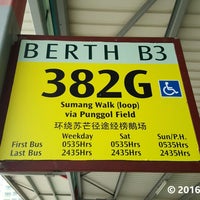 BERTH B3
382G
Sumang Walk (loop)
via Punggol Field
环绕苏芒径途经榜鹅场
Weekday Sat Sun/P.H.
First Bus 0535Hrs 0535Hrs 0535Hrs
Last Bus 2435Hrs 2435Hrs 2435Hrs
© 2016